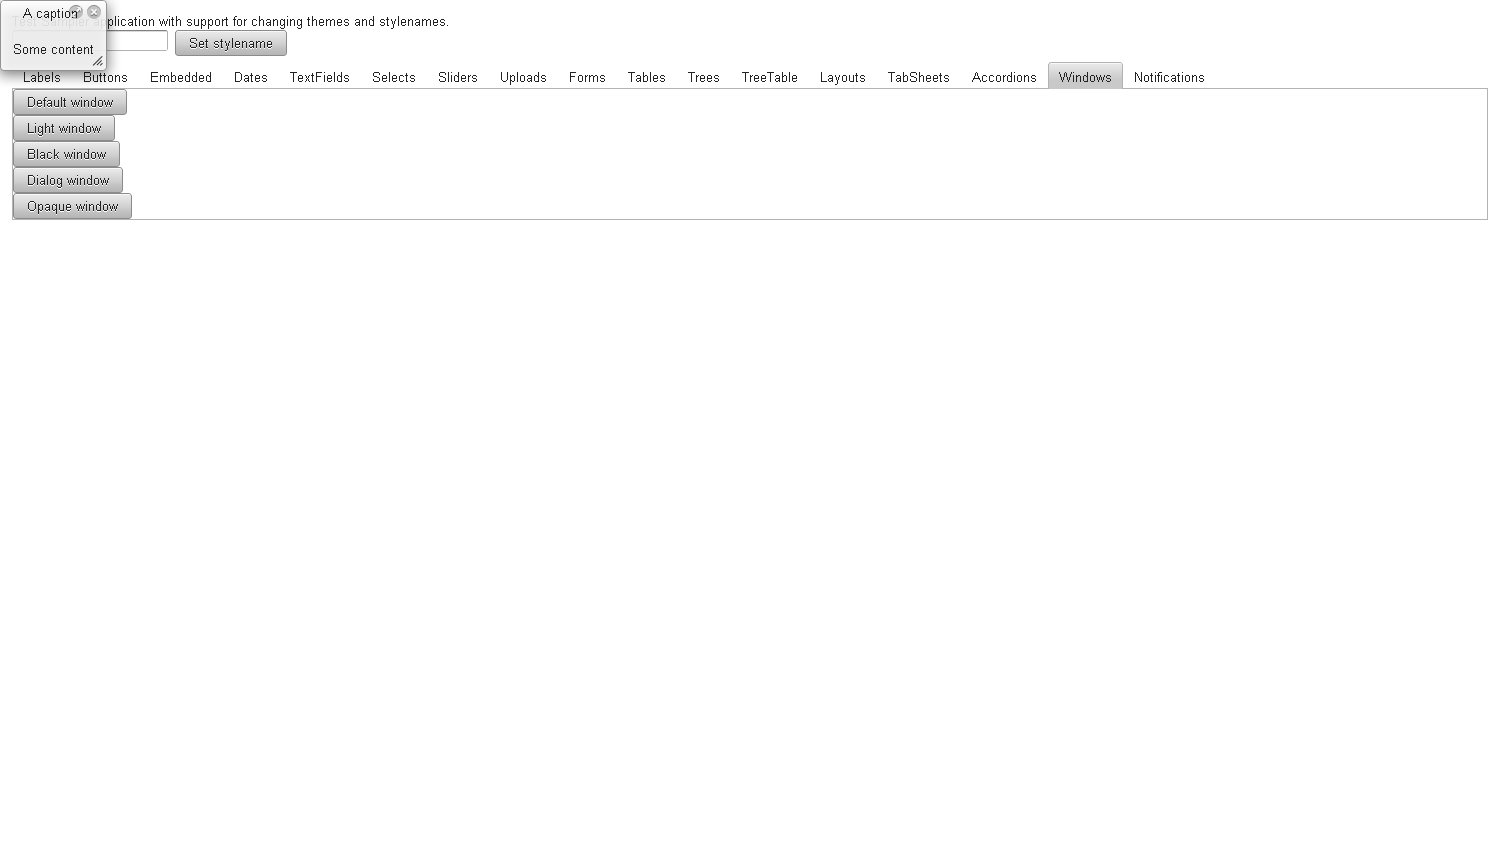 A caption
application with support for changing themes and stylenames.
Some content
Set stylename
Labels Buttons Embedded Dates TextFields Selects Sliders Uploads Forms Tables Trees TreeTable Layouts TabSheets Accordions Windows Notifications
Default window
Light window
Black window
Dialog window
Opaque window